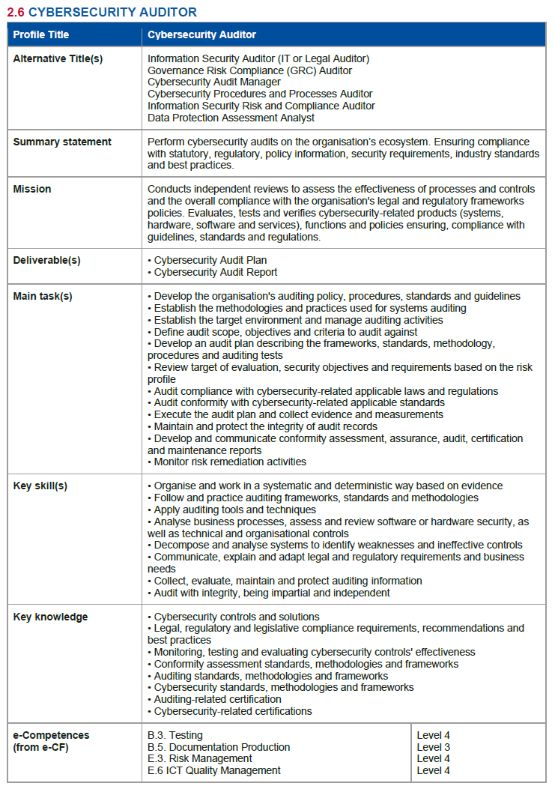 2.6 CYBERSECURITY AUDITOR
Profile Title Cybersecurity Auditor
Alternative Title(s) Information Security Auditor (IT or Legal Auditor)
Governance Risk Compliance (GRC) Auditor
Cybersecurity Audit Manager
Cybersecurity Procedures and Processes Auditor
Information Security Risk and Compliance Auditor
Data Protection Assessment Analyst
Summary statement Perform cybersecurity audits on the organisation's ecosystem. Ensuring compliance
with statutory, regulatory, policy information, security requirements, industry standards
and best practices.
Mission Conducts independent reviews to assess the effectiveness of processes and controls
and the overall compliance with the organisation's legal and regulatory frameworks
policies. Evaluates, tests and verifies cybersecurity-related products (systems,
hardware, software and services), functions and policies ensuring, compliance with
guidelines, standards and regulations.
Deliverable(s) • Cybersecurity Audit Plan
• Cybersecurity Audit Report
Main task(s) • Develop the organisation's auditing policy, procedures, standards and guidelines
• Establish the methodologies and practices used for systems auditing
• Establish the target environment and manage auditing activities
• Define audit scope, objectives and criteria to audit against
• Develop an audit plan describing the frameworks, standards, methodology,
procedures and auditing tests
• Review target of evaluation, security objectives and requirements based on the risk
profile
• Audit compliance with cybersecurity-related applicable laws and regulations
• Audit conformity with cybersecurity-related applicable standards
• Execute the audit plan and collect evidence and measurements
• Maintain and protect the integrity of audit records
• Develop and communicate conformity assessment, assurance, audit, certification
and maintenance reports
• Monitor risk remediation activities
Key skill(s) • Organise and work in a systematic and deterministic way based on evidence
• Follow and practice auditing frameworks, standards and methodologies
• Apply auditing tools and techniques
• Analyse business processes, assess and review software or hardware security, as
well as technical and organisational controls
• Decompose and analyse systems to identify weaknesses and ineffective controls
• Communicate, explain and adapt legal and regulatory requirements and business
needs
• Collect, evaluate, maintain and protect auditing information
• Audit with integrity, being impartial and independent
Key knowledge • Cybersecurity controls and solutions
• Legal, regulatory and legislative compliance requirements, recommendations and
best practices
• Monitoring, testing and evaluating cybersecurity controls' effectiveness
• Conformity assessment standards, methodologies and frameworks
• Auditing standards, methodologies and frameworks
• Cybersecurity standards, methodologies and frameworks
• Auditing-related certification
• Cybersecurity-related certifications
e-Competences B.3. Testing Level 4
(from e-CF) B.5. Documentation Production Level 3
E.3. Risk Management Level 4
E.6 ICT Quality Management Level 4